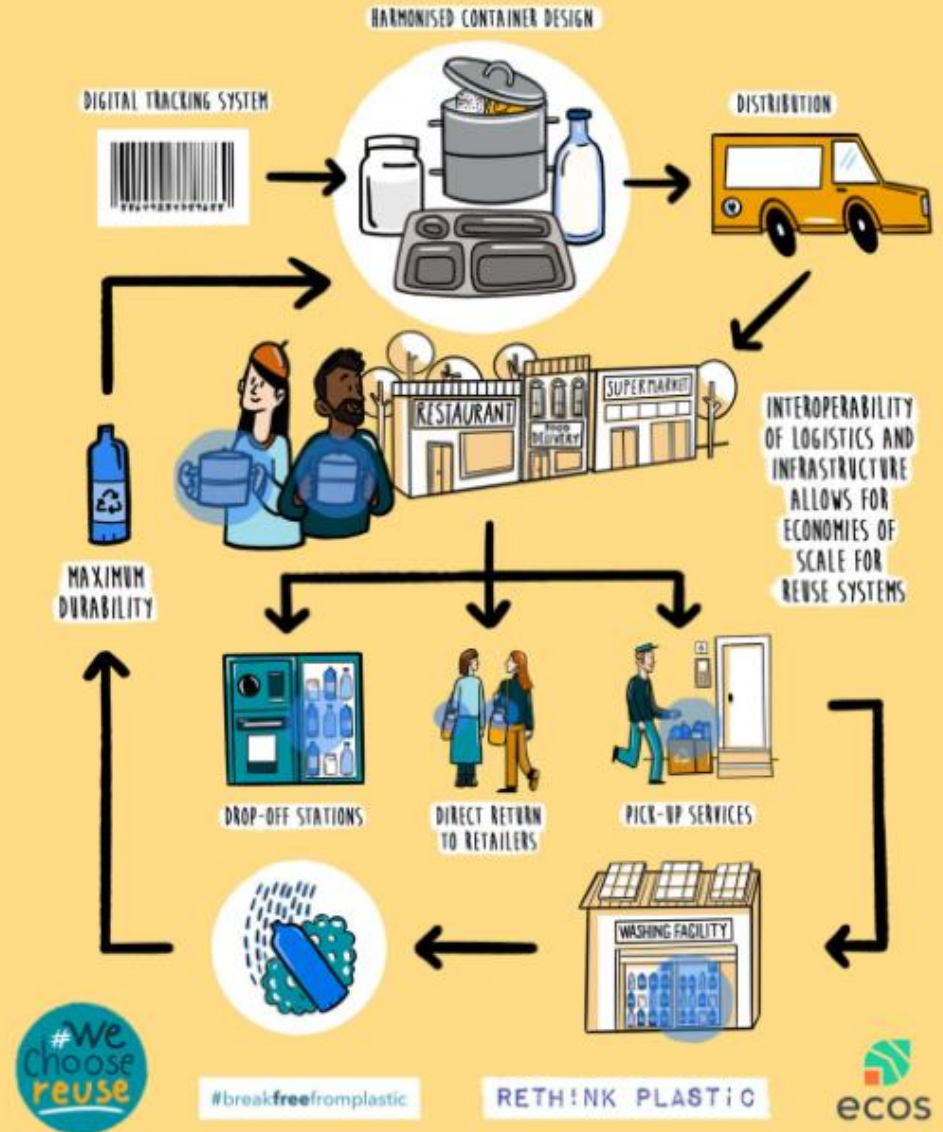 HARMONISED CONTAINER DESIGN
DIGITAL TRACKING SYSTEM
DISTRIBUTION
RESTAURANT
FOOD
DELIVERY
SUPERMARKET
INTEROPERABILITY
OF LOGISTICS AND
INFRASTRUCTURE
ALLOWS FOR
ECONOMIES OF
SCALE FOR
REUSE SYSTEMS
MAXIMUM
DURABILITY
DROP-OFF STATIONS
DIRECT RETURN
TO RETAILERS
PICK-UP SERVICES
WASHING FACILITY
#We
choose
reuse
#breakfreefromplastic
RETH!NK PLASTiC
ecos